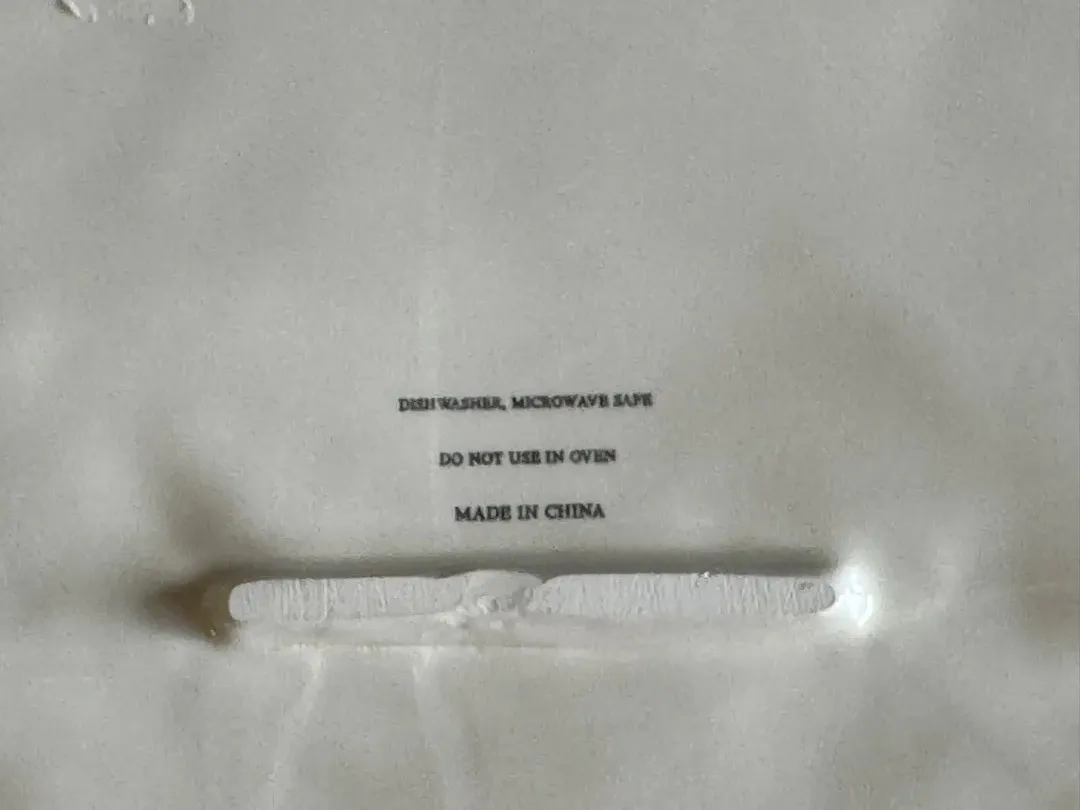 DISHWASHER, MICROWAVE SAFE
DO NOT USE IN OVEN
MADE IN CHINA